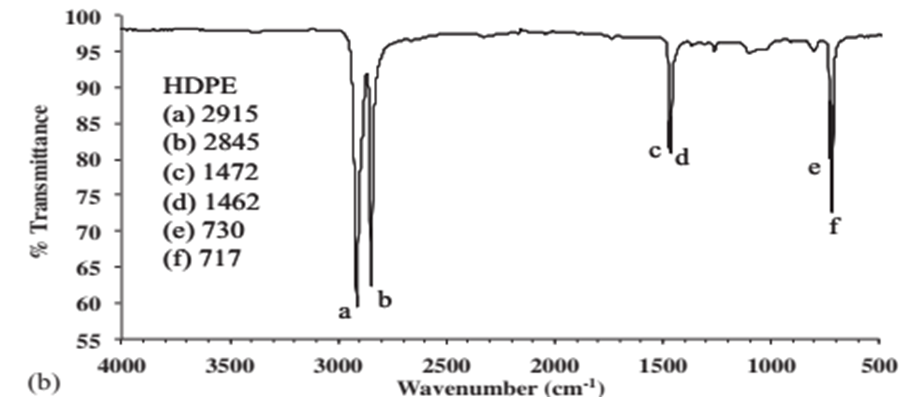 100
95
90
85
80
75
70
65
60
55
% Transmittance
HDPE
(a) 2915
(b) 2845
(c) 1472
(d) 1462
(e) 730
(f) 717
a
b
c
d
e
f
4000 3500 3000 2500 2000 1500 1000 500
Wavenumber (cm⁻¹)
(b)